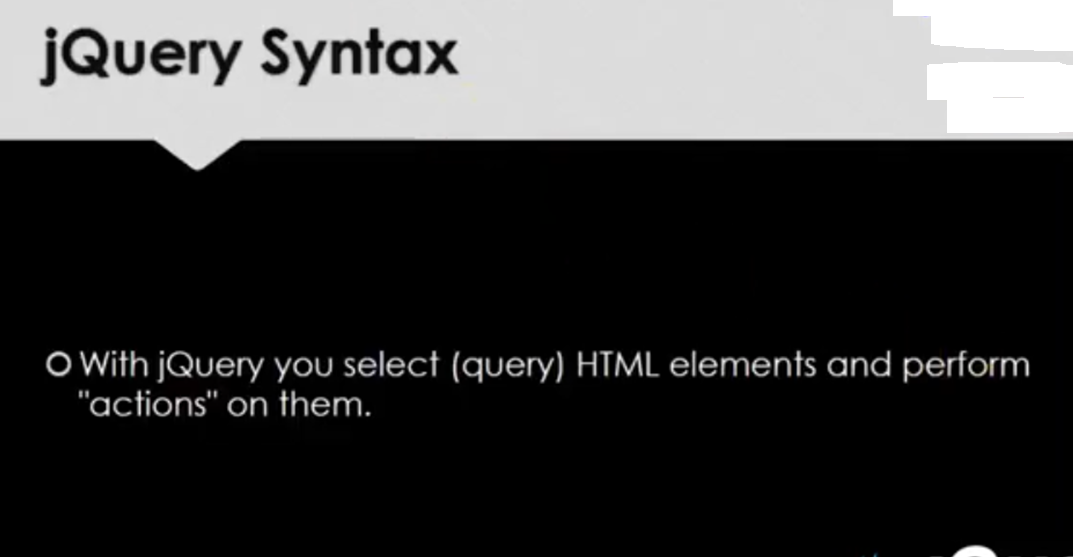 jQuery Syntax
With jQuery you select (query) HTML elements and perform
"actions" on them.